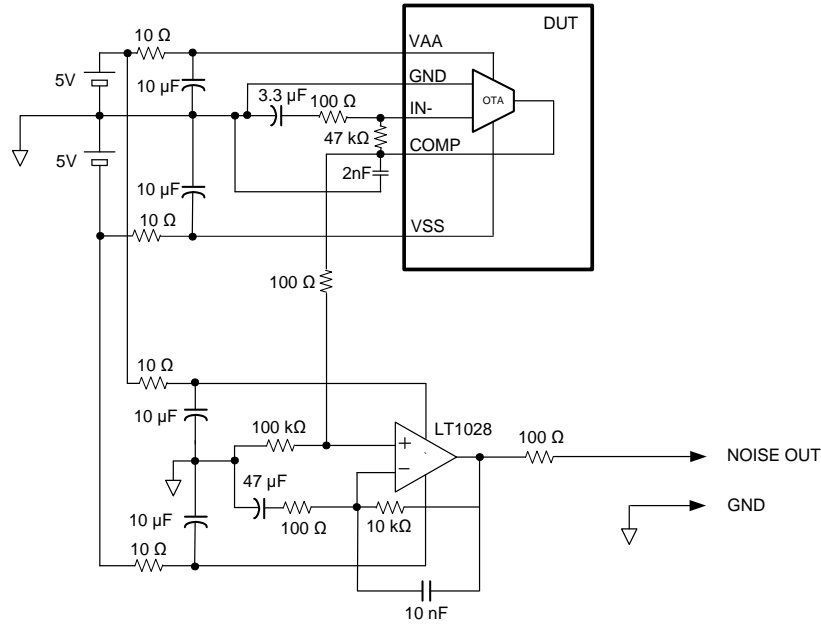 DUT
10 Ω
VAA
5V
10 µF
GND
3.3 µF
100 Ω
OTA
IN-
47 kΩ
COMP
5V
2nF
10 µF
10 Ω
VSS
100 Ω
10 Ω
10 µF
100 kΩ
LT1028
+
−
100 Ω
NOISE OUT
47 µF
100 Ω
10 kΩ
GND
10 µF
10 Ω
10 nF